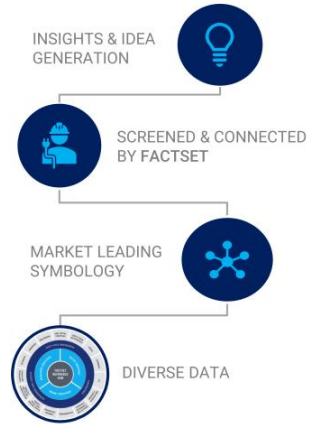 INSIGHTS & IDEA
GENERATION
SCREENED & CONNECTED
BY FACTSET
MARKET LEADING
SYMBOLOGY
DIVERSE DATA